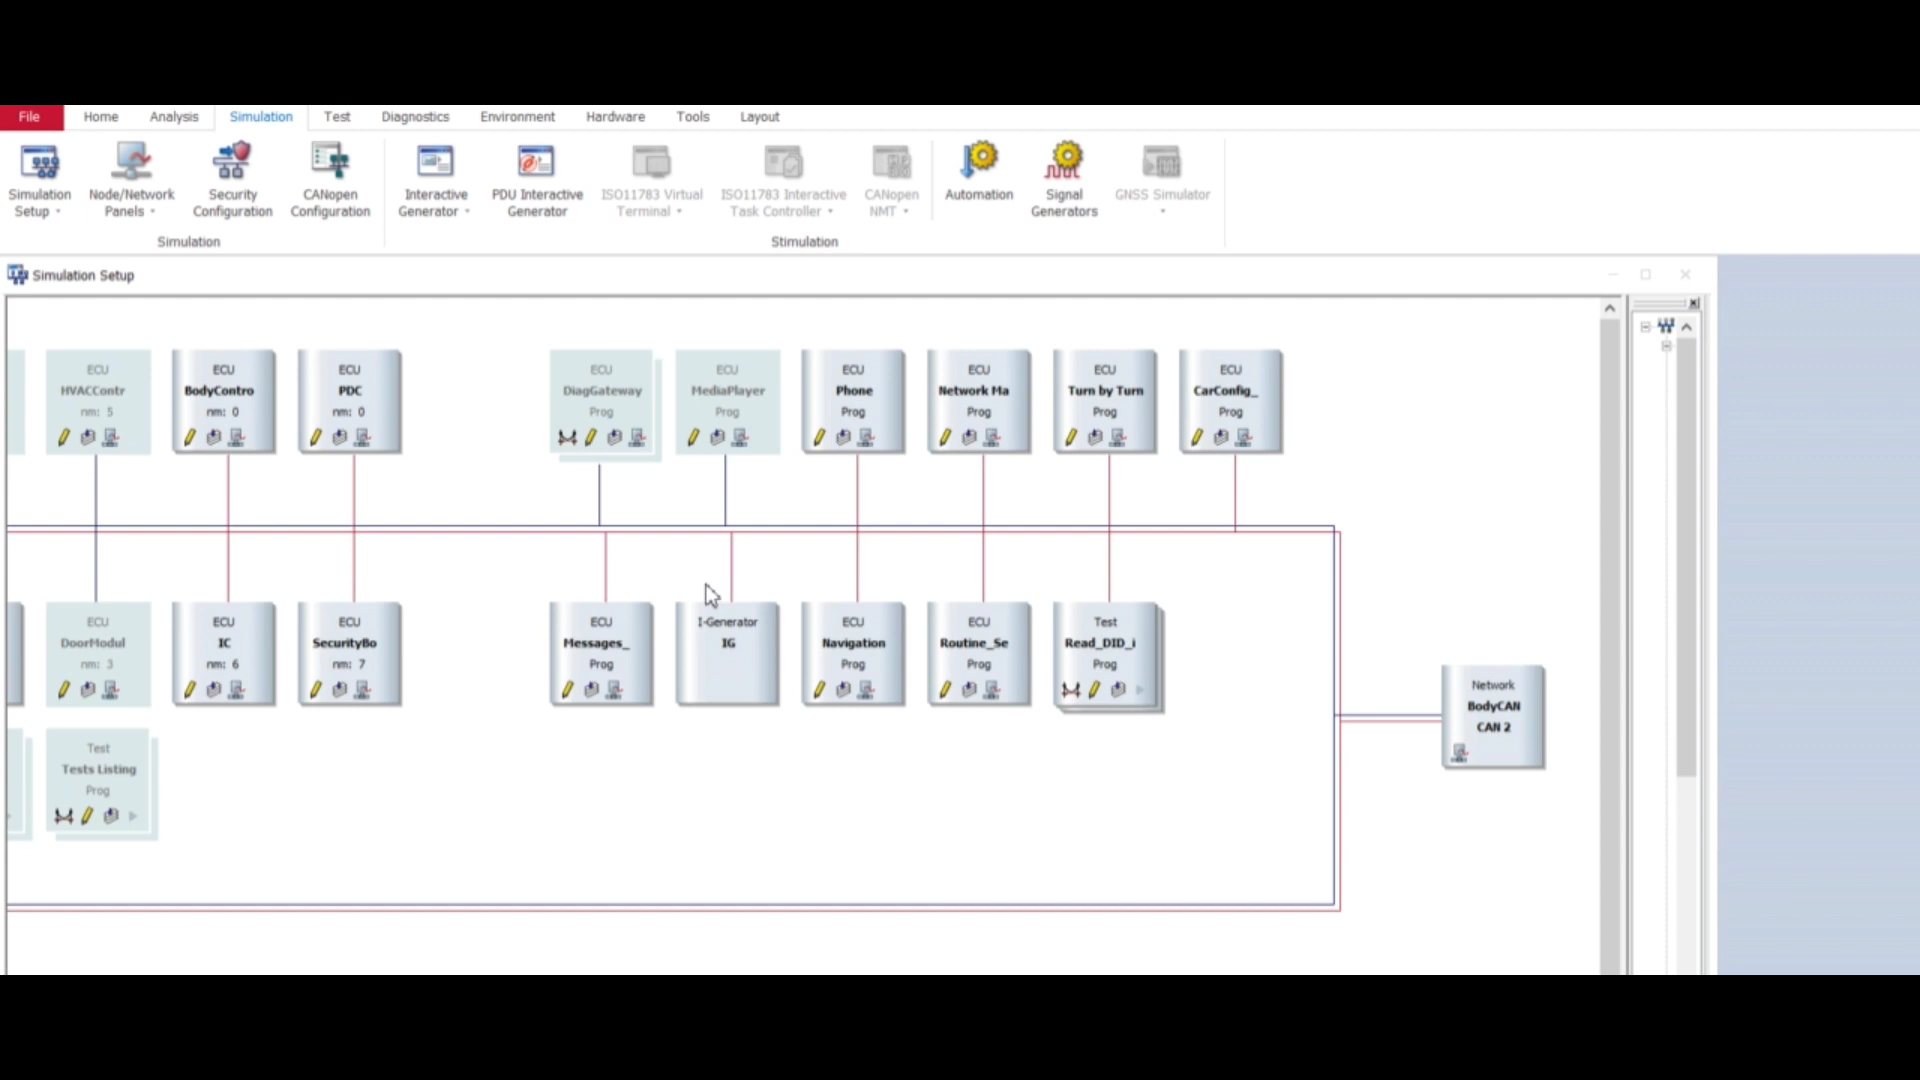 File Home Analysis Simulation Test Diagnostics Environment Hardware Tools Layout
Simulation Setup
Node/Network Panels
Security Configuration
CANopen Configuration
Interactive Generator
PDU Interactive Generator
ISO11783 Virtual Terminal
ISO11783 Interactive Task Controller
CANopen NMT
Automation
Signal Generators
GNSS Simulator
Simulation
Stimulation
Simulation Setup
ECU
HVACContr
nm: 5
ECU
BodyContro
nm: 0
ECU
PDC
nm: 0
ECU
DiagGateway
Prog
ECU
MediaPlayer
Prog
ECU
Phone
Prog
ECU
Network Ma
Prog
ECU
Turn by Turn
Prog
ECU
CarConfig_
Prog
ECU
DoorModul
nm: 3
ECU
IC
nm: 6
ECU
SecurityBo
nm: 7
ECU
Messages_
Prog
I-Generator
IG
ECU
Navigation
Prog
ECU
Routine_Se
Prog
Test
Read_DID_i
Prog
Network
BodyCAN
CAN 2
Test
Tests Listing
Prog